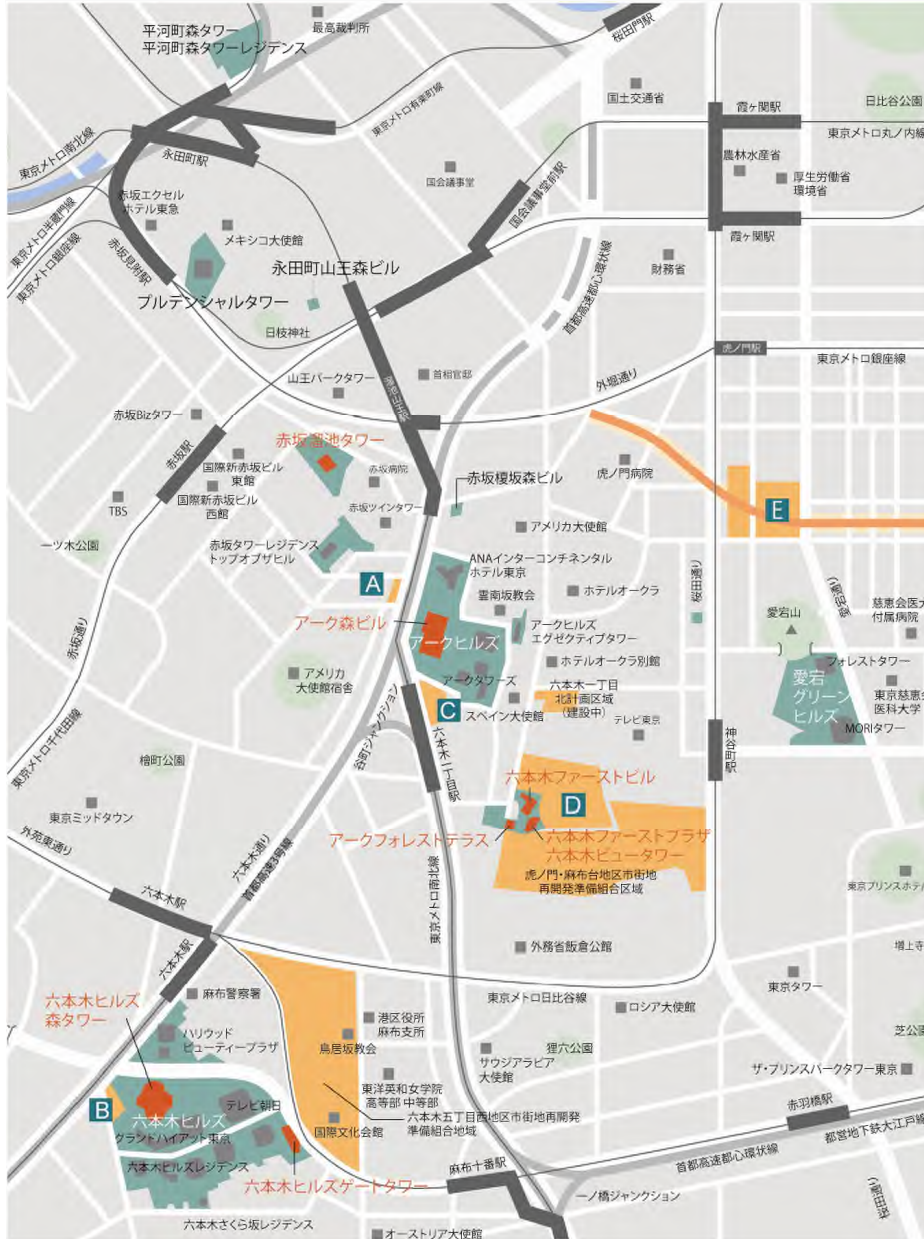 平河町森タワー
平河町森タワーレジデンス
最高裁判所
桜田門駅
国土交通省
霞ヶ関駅
日比谷公園
東京メトロ有楽町線
東京メトロ丸ノ内線
東京メトロ南北線
永田町駅
農林水産省
厚生労働省
環境省
国会議事堂
国会議事堂前駅
赤坂エクセル
ホテル東急
東京メトロ半蔵門線
東京メトロ銀座線
赤坂見附駅
メキシコ大使館
霞ヶ関駅
永田町山王森ビル
財務省
首都高速都心環状線
プルデンシャルタワー
日枝神社
虎ノ門駅
東京メトロ銀座線
山王パークタワー
首相官邸
溜池山王駅
外堀通り
赤坂Bizタワー
赤坂駅
赤坂溜池タワー
国際新赤坂ビル
東館
赤坂病院
赤坂榎坂森ビル
虎ノ門病院
国際新赤坂ビル
西館
TBS
赤坂ツインタワー
E
アメリカ大使館
一ツ木公園
赤坂タワーレジデンス
トップオブザヒル
ANAインターコンチネンタル
ホテル東京
A
ホテルオークラ
桜田通り
愛宕通り
雲南坂教会
慈恵会医大
付属病院
愛宕山
アーク森ビル
アークヒルズ
アークヒルズ
エグゼクティブタワー
赤坂通り
ホテルオークラ別館
フォレストタワー
アメリカ
大使館宿舎
アークタワーズ
六本木一丁目
北計画区域
（建設中）
愛宕
グリーン
ヒルズ
東京慈恵会
医科大学
C
スペイン大使館
テレビ東京
MORIタワー
谷町ジャンクション
六本木一丁目駅
神谷町駅
東京メトロ千代田線
檜町公園
六本木ファーストビル
D
東京ミッドタウン
アークフォレストテラス
六本木ファーストプラザ
六本木ビュータワー
外苑東通り
六本木通り
首都高速3号線
虎ノ門・麻布台地区市街地
再開発準備組合区域
東京プリンスホテル
六本木駅
東京メトロ南北線
六本木駅
外務省飯倉公館
増上寺
東京タワー
六本木ヒルズ
森タワー
麻布警察署
東京メトロ日比谷線
ロシア大使館
港区役所
麻布支所
芝公園
ハリウッド
ビューティープラザ
鳥居坂教会
サウジアラビア
大使館
狸穴公園
ザ・プリンスパークタワー東京
東洋英和女学院
高等部 中等部
B
六本木ヒルズ
テレビ朝日
赤羽橋駅
グランドハイアット東京
国際文化会館
六本木五丁目西地区市街地再開発
準備組合地域
都営地下鉄大江戸線
首都高速都心環状線
六本木ヒルズレジデンス
麻布十番駅
六本木ヒルズゲートタワー
一ノ橋ジャンクション
桜田通り
六本木さくら坂レジデンス
オーストリア大使館